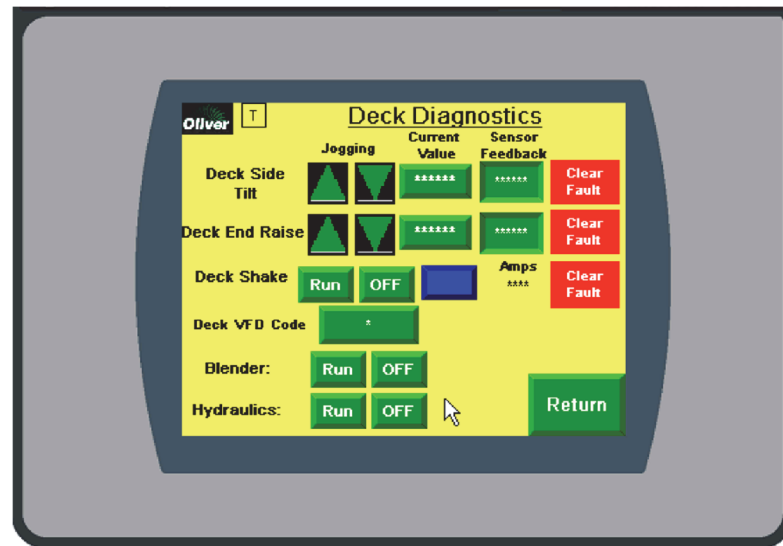 Oliver T Deck Diagnostics
Jogging Current Value Sensor Feedback
Deck Side Tilt ****** ****** Clear Fault
Deck End Raise ****** ****** Clear Fault
Deck Shake Run OFF Amps **** Clear Fault
Deck VFD Code *
Blender: Run OFF
Hydraulics: Run OFF
Return